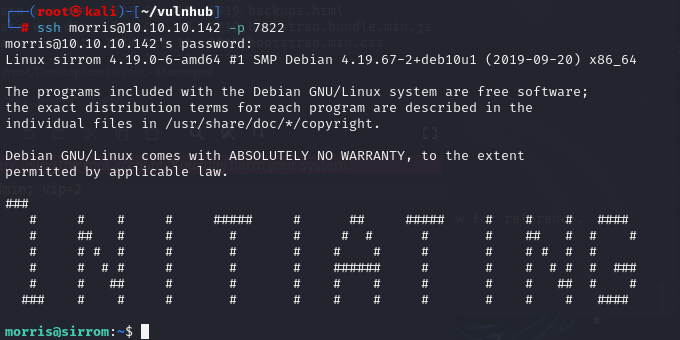 ┌──(root㉿kali)-[~/vulnhub]
└─# ssh morris@10.10.10.142 -p 7822
morris@10.10.10.142's password:
Linux sirrom 4.19.0-6-amd64 #1 SMP Debian 4.19.67-2+deb10u1 (2019-09-20) x86_64
The programs included with the Debian GNU/Linux system are free software;
the exact distribution terms for each program are described in the
individual files in /usr/share/doc/*/copyright.
Debian GNU/Linux comes with ABSOLUTELY NO WARRANTY, to the extent
permitted by applicable law.
INITIATING
morris@sirrom:~$